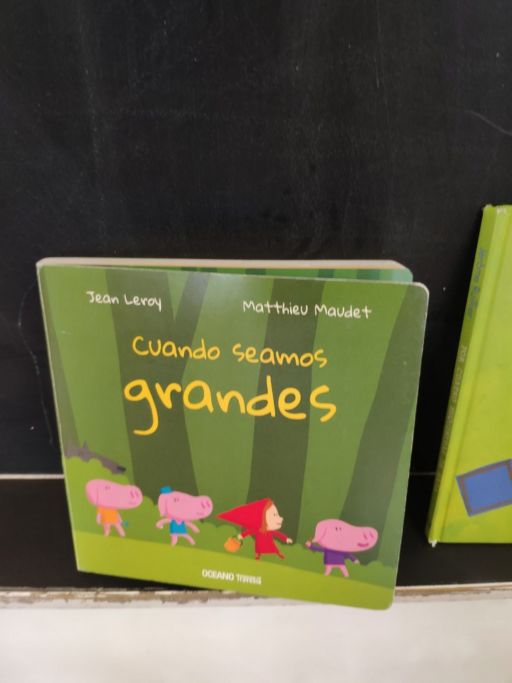 Jean Leroy
Matthieu Maudet
cuando seamos
grandes
OCEANO Travesía